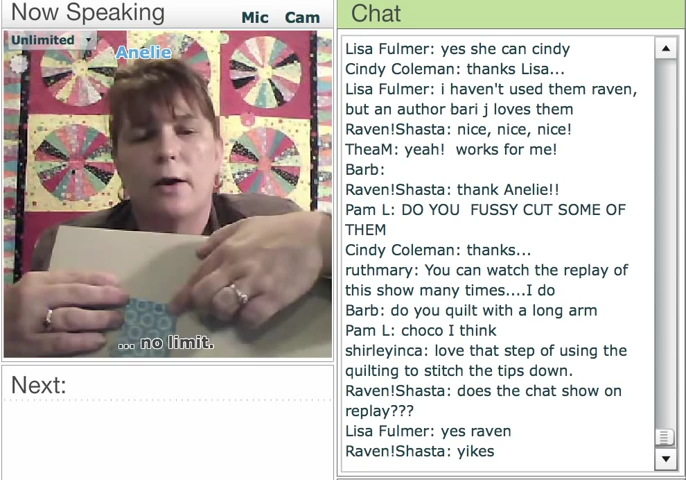 Now Speaking
Mic Cam
Unlimited
Anelie
... no limit.
Next:
Chat
Lisa Fulmer: yes she can cindy
Cindy Coleman: thanks Lisa...
Lisa Fulmer: i haven't used them raven,
but an author bari j loves them
Raven!Shasta: nice, nice, nice!
TheaM: yeah!  works for me!
Barb:
Raven!Shasta: thank Anelie!!
Pam L: DO YOU  FUSSY CUT SOME OF
THEM
Cindy Coleman: thanks...
ruthmary: You can watch the replay of
this show many times....I do
Barb: do you quilt with a long arm
Pam L: choco I think
shirleyinca: love that step of using the
quilting to stitch the tips down.
Raven!Shasta: does the chat show on
replay???
Lisa Fulmer: yes raven
Raven!Shasta: yikes